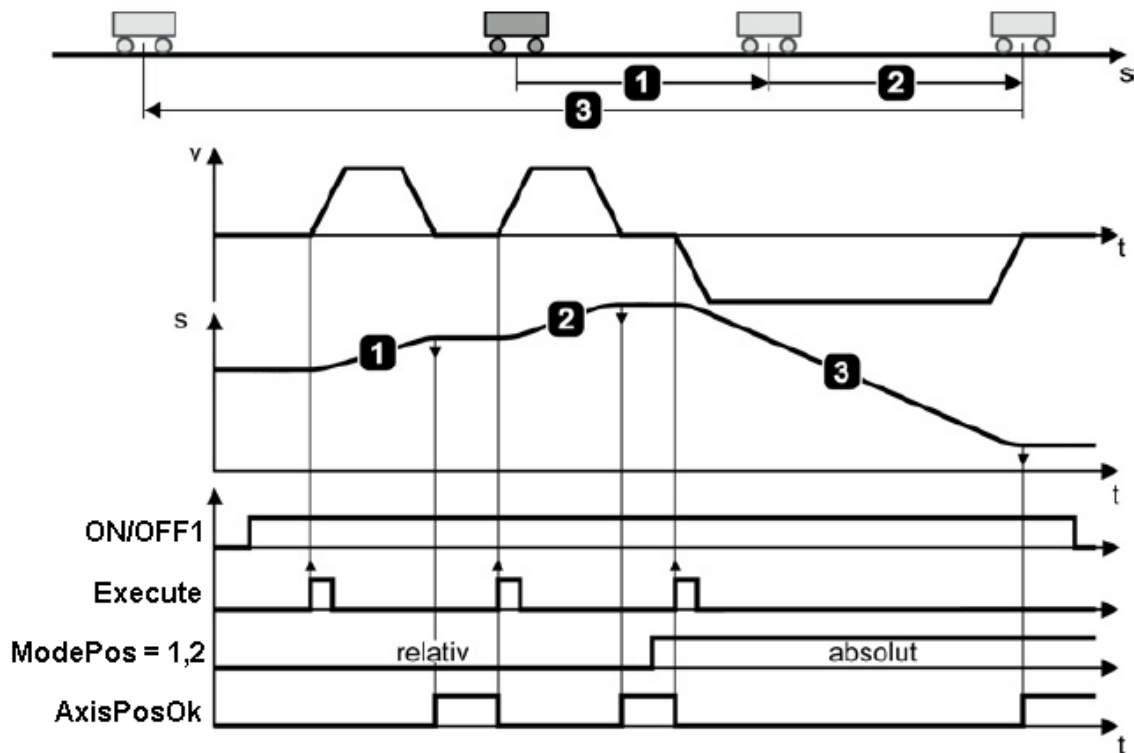 s
1
2
3
v
t
s
1
2
3
t
ON/OFF1
Execute
ModePos = 1,2
relativ
absolut
AxisPosOk
t